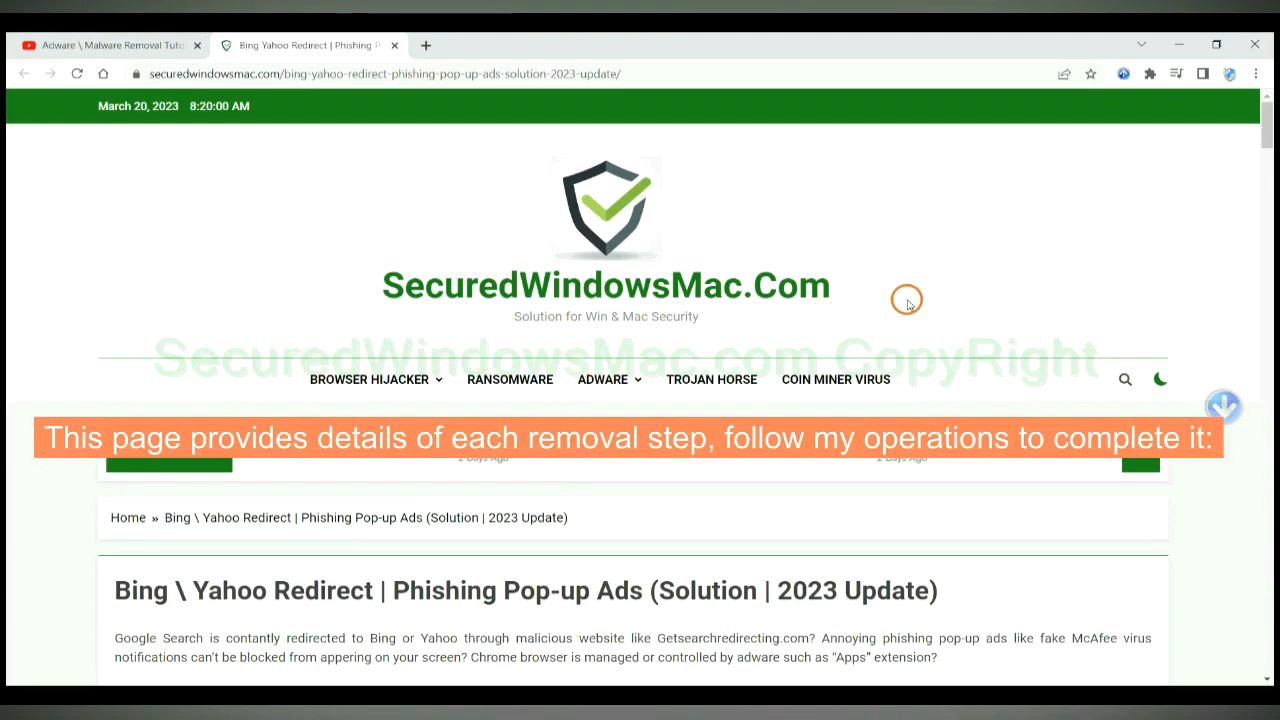 Adware \ Malware Removal Tuto
Bing Yahoo Redirect | Phishing P
securedwindowsmac.com/bing-yahoo-redirect-phishing-pop-up-ads-solution-2023-update/
March 20, 2023 8:20:00 AM
SecuredWindowsMac.Com
Solution for Win & Mac Security
SecuredWindowsMac.com CopyRight
BROWSER HIJACKER RANSOMWARE ADWARE TROJAN HORSE COIN MINER VIRUS
This page provides details of each removal step, follow my operations to complete it:
2 Days Ago 2 Days Ago
Home » Bing \ Yahoo Redirect | Phishing Pop-up Ads (Solution | 2023 Update)
Bing \ Yahoo Redirect | Phishing Pop-up Ads (Solution | 2023 Update)
Google Search is contantly redirected to Bing or Yahoo through malicious website like Getsearchredirecting.com? Annoying phishing pop-up ads like fake McAfee virus
notifications can't be blocked from appering on your screen? Chrome browser is managed or controlled by adware such as “Apps” extension?